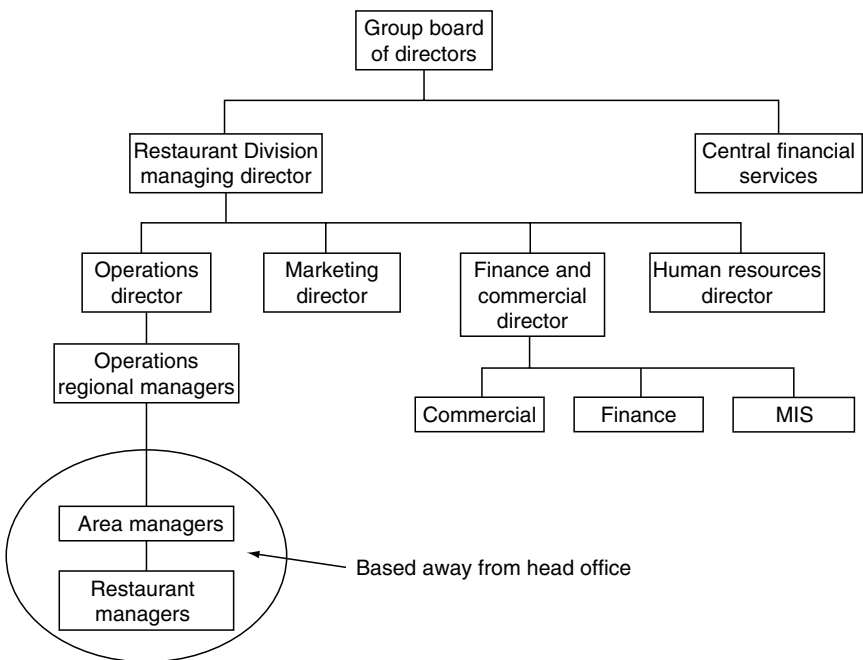 Group board
of directors
Restaurant Division
managing director
Central financial
services
Operations
director
Marketing
director
Finance and
commercial
director
Human resources
director
Operations
regional managers
Commercial
Finance
MIS
Area managers
Based away from head office
Restaurant
managers